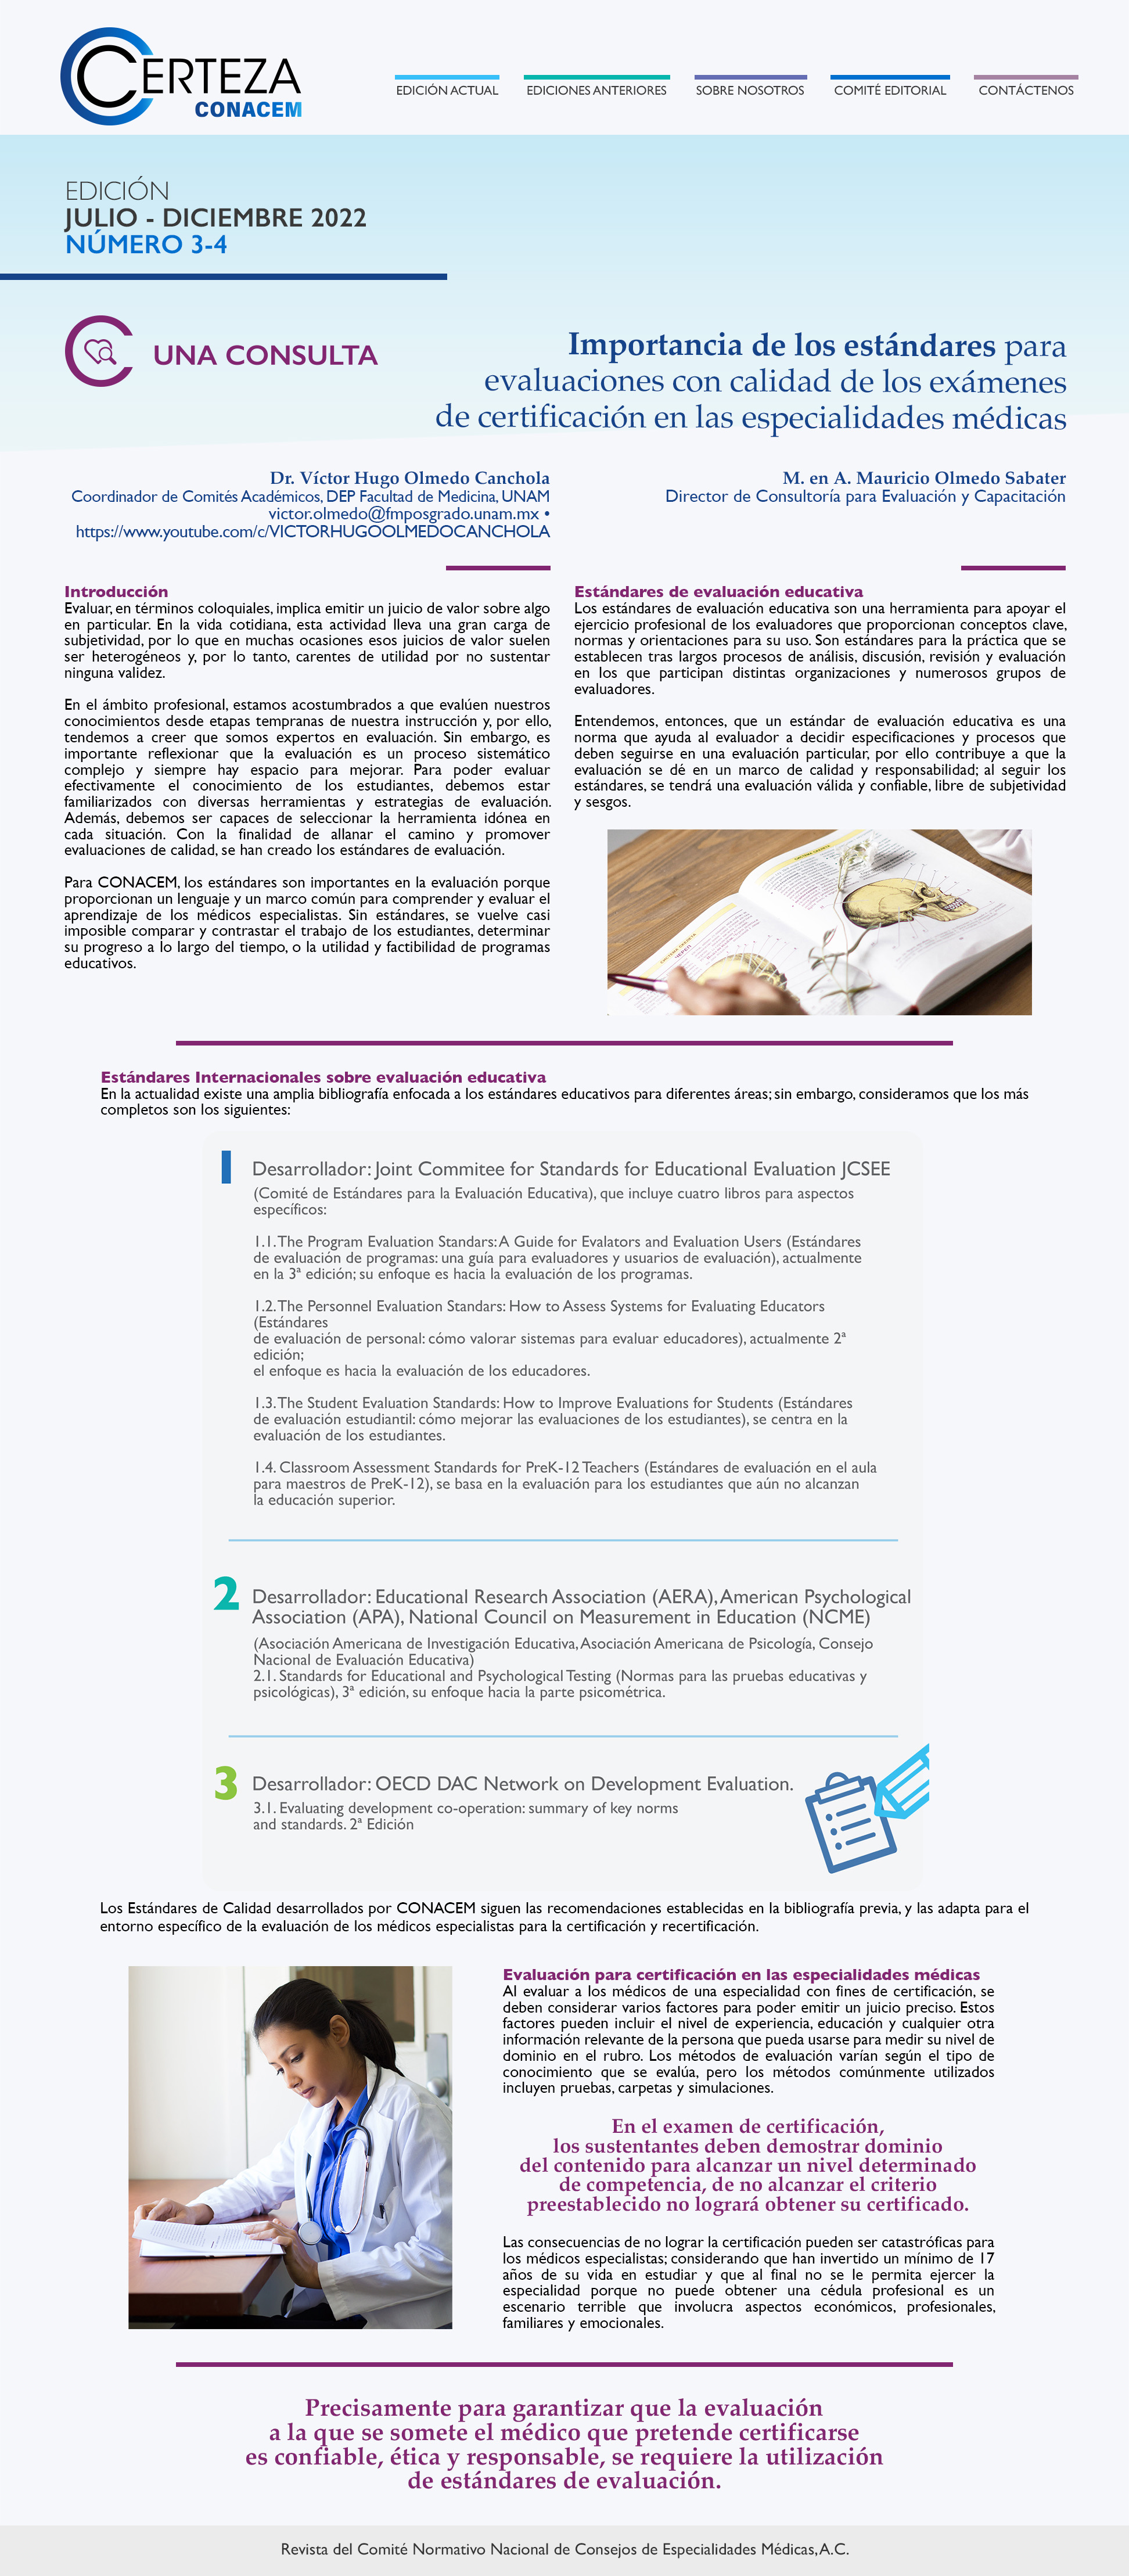 CERTEZA
CONACEM
EDICIÓN ACTUAL
EDICIONES ANTERIORES
SOBRE NOSOTROS
COMITÉ EDITORIAL
CONTÁCTENOS
EDICIÓN
JULIO - DICIEMBRE 2022
NÚMERO 3-4
UNA CONSULTA
Importancia de los estándares para
evaluaciones con calidad de los exámenes
de certificación en las especialidades médicas
Dr. Víctor Hugo Olmedo Canchola
Coordinador de Comités Académicos, DEP Facultad de Medicina, UNAM
victor.olmedo@fmposgrado.unam.mx •
https://www.youtube.com/c/VICTORHUGOOLMEDOCANCHOLA
M. en A. Mauricio Olmedo Sabater
Director de Consultoría para Evaluación y Capacitación
Introducción
Evaluar, en términos coloquiales, implica emitir un juicio de valor sobre algo
en particular. En la vida cotidiana, esta actividad lleva una gran carga de
subjetividad, por lo que en muchas ocasiones esos juicios de valor suelen
ser heterogéneos y, por lo tanto, carentes de utilidad por no sustentar
ninguna validez.
En el ámbito profesional, estamos acostumbrados a que evalúen nuestros
conocimientos desde etapas tempranas de nuestra instrucción y, por ello,
tendemos a creer que somos expertos en evaluación. Sin embargo, es
importante reflexionar que la evaluación es un proceso sistemático
complejo y siempre hay espacio para mejorar. Para poder evaluar
efectivamente el conocimiento de los estudiantes, debemos estar
familiarizados con diversas herramientas y estrategias de evaluación.
Además, debemos ser capaces de seleccionar la herramienta idónea en
cada situación. Con la finalidad de allanar el camino y promover
evaluaciones de calidad, se han creado los estándares de evaluación.
Para CONACEM, los estándares son importantes en la evaluación porque
proporcionan un lenguaje y un marco común para comprender y evaluar el
aprendizaje de los médicos especialistas. Sin estándares, se vuelve casi
imposible comparar y contrastar el trabajo de los estudiantes, determinar
su progreso a lo largo del tiempo, o la utilidad y factibilidad de programas
educativos.
Estándares de evaluación educativa
Los estándares de evaluación educativa son una herramienta para apoyar el
ejercicio profesional de los evaluadores que proporcionan conceptos clave,
normas y orientaciones para su uso. Son estándares para la práctica que se
establecen tras largos procesos de análisis, discusión, revisión y evaluación
en los que participan distintas organizaciones y numerosos grupos de
evaluadores.
Entendemos, entonces, que un estándar de evaluación educativa es una
norma que ayuda al evaluador a decidir especificaciones y procesos que
deben seguirse en una evaluación particular, por ello contribuye a que la
evaluación se dé en un marco de calidad y responsabilidad; al seguir los
estándares, se tendrá una evaluación válida y confiable, libre de subjetividad
y sesgos.
Estándares Internacionales sobre evaluación educativa
En la actualidad existe una amplia bibliografía enfocada a los estándares educativos para diferentes áreas; sin embargo, consideramos que los más
completos son los siguientes:
1 Desarrollador: Joint Commitee for Standards for Educational Evaluation JCSEE
(Comité de Estándares para la Evaluación Educativa), que incluye cuatro libros para aspectos
específicos:
1.1. The Program Evaluation Standars: A Guide for Evalators and Evaluation Users (Estándares
de evaluación de programas: una guía para evaluadores y usuarios de evaluación), actualmente
en la 3ª edición; su enfoque es hacia la evaluación de los programas.
1.2. The Personnel Evaluation Standars: How to Assess Systems for Evaluating Educators
(Estándares
de evaluación de personal: cómo valorar sistemas para evaluar educadores), actualmente 2ª
edición;
el enfoque es hacia la evaluación de los educadores.
1.3. The Student Evaluation Standards: How to Improve Evaluations for Students (Estándares
de evaluación estudiantil: cómo mejorar las evaluaciones de los estudiantes), se centra en la
evaluación de los estudiantes.
1.4. Classroom Assessment Standards for PreK-12 Teachers (Estándares de evaluación en el aula
para maestros de PreK-12), se basa en la evaluación para los estudiantes que aún no alcanzan
la educación superior.
2 Desarrollador: Educational Research Association (AERA), American Psychological
Association (APA), National Council on Measurement in Education (NCME)
(Asociación Americana de Investigación Educativa, Asociación Americana de Psicología, Consejo
Nacional de Evaluación Educativa)
2.1. Standards for Educational and Psychological Testing (Normas para las pruebas educativas y
psicológicas), 3ª edición, su enfoque hacia la parte psicométrica.
3 Desarrollador: OECD DAC Network on Development Evaluation.
3.1. Evaluating development co-operation: summary of key norms
and standards. 2ª Edición
Los Estándares de Calidad desarrollados por CONACEM siguen las recomendaciones establecidas en la bibliografía previa, y las adapta para el
entorno específico de la evaluación de los médicos especialistas para la certificación y recertificación.
Evaluación para certificación en las especialidades médicas
Al evaluar a los médicos de una especialidad con fines de certificación, se
deben considerar varios factores para poder emitir un juicio preciso. Estos
factores pueden incluir el nivel de experiencia, educación y cualquier otra
información relevante de la persona que pueda usarse para medir su nivel de
dominio en el rubro. Los métodos de evaluación varían según el tipo de
conocimiento que se evalúa, pero los métodos comúnmente utilizados
incluyen pruebas, carpetas y simulaciones.
En el examen de certificación,
los sustentantes deben demostrar dominio
del contenido para alcanzar un nivel determinado
de competencia, de no alcanzar el criterio
preestablecido no logrará obtener su certificado.
Las consecuencias de no lograr la certificación pueden ser catastróficas para
los médicos especialistas; considerando que han invertido un mínimo de 17
años de su vida en estudiar y que al final no se le permita ejercer la
especialidad porque no puede obtener una cédula profesional es un
escenario terrible que involucra aspectos económicos, profesionales,
familiares y emocionales.
Precisamente para garantizar que la evaluación
a la que se somete el médico que pretende certificarse
es confiable, ética y responsable, se requiere la utilización
de estándares de evaluación.
Revista del Comité Normativo Nacional de Consejos de Especialidades Médicas, A.C.